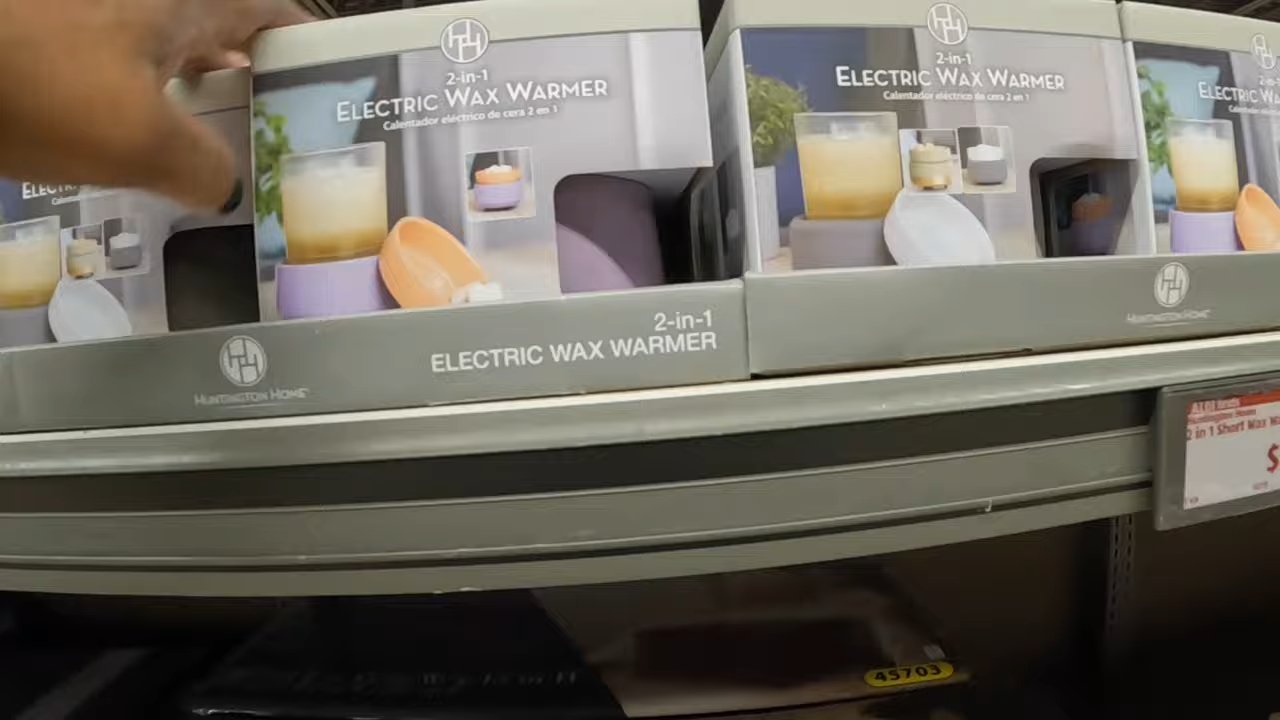 2-in-1
ELECTRIC WAX WARMER
Calentador eléctrico de cera 2 en 1
2-in-1
ELECTRIC WAX WARMER
Calentador eléctrico de cera 2 en 1
HUNTINGTON HOME
2-in-1
ELECTRIC WAX WARMER
HUNTINGTON HOME
Huntington Home
2 in 1 Short Wax
$
45703